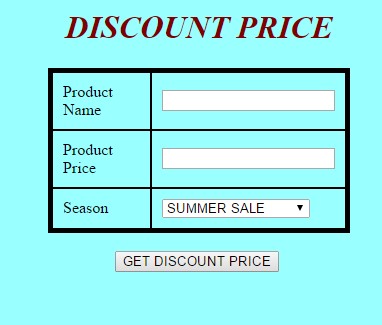 DISCOUNT PRICE
Product
Name
Product
Price
Season
SUMMER SALE
GET DISCOUNT PRICE